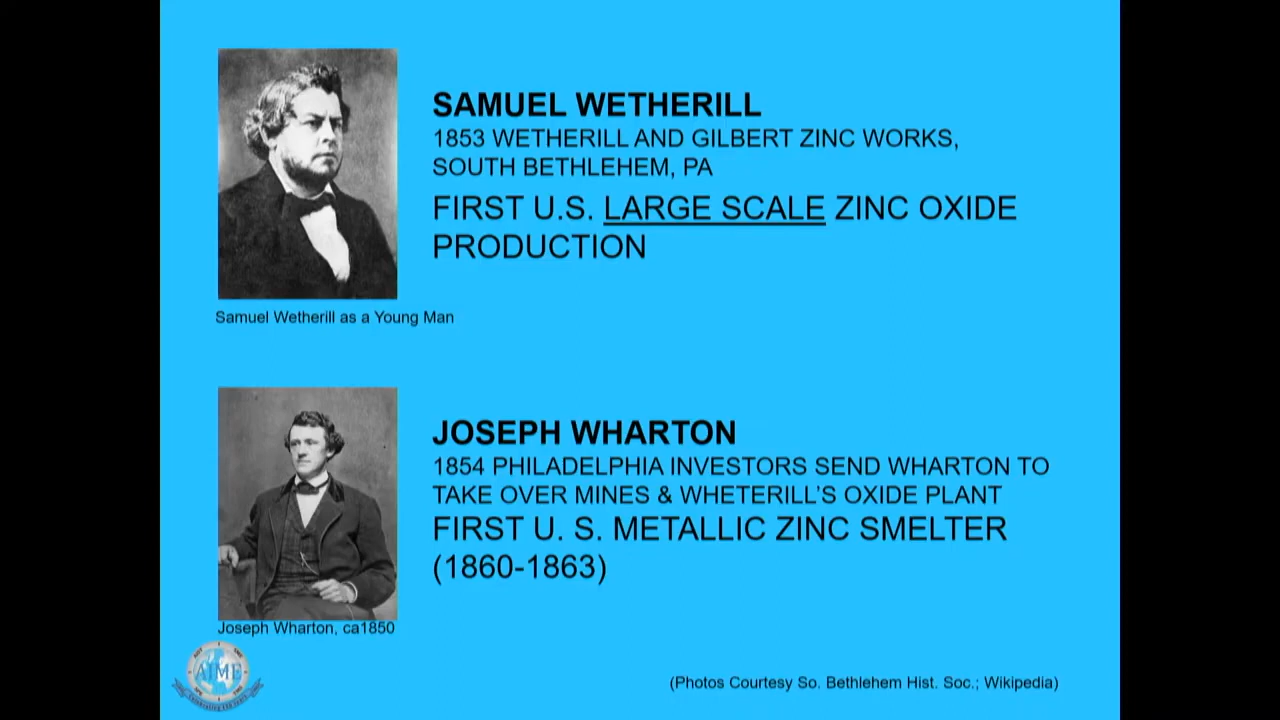 SAMUEL WETHERILL
1853 WETHERILL AND GILBERT ZINC WORKS,
SOUTH BETHLEHEM, PA
FIRST U.S. LARGE SCALE ZINC OXIDE
PRODUCTION
Samuel Wetherill as a Young Man
JOSEPH WHARTON
1854 PHILADELPHIA INVESTORS SEND WHARTON TO
TAKE OVER MINES & WHETERILL'S OXIDE PLANT
FIRST U. S. METALLIC ZINC SMELTER
(1860-1863)
Joseph Wharton, ca1850
AIME
(Photos Courtesy So. Bethlehem Hist. Soc.; Wikipedia)